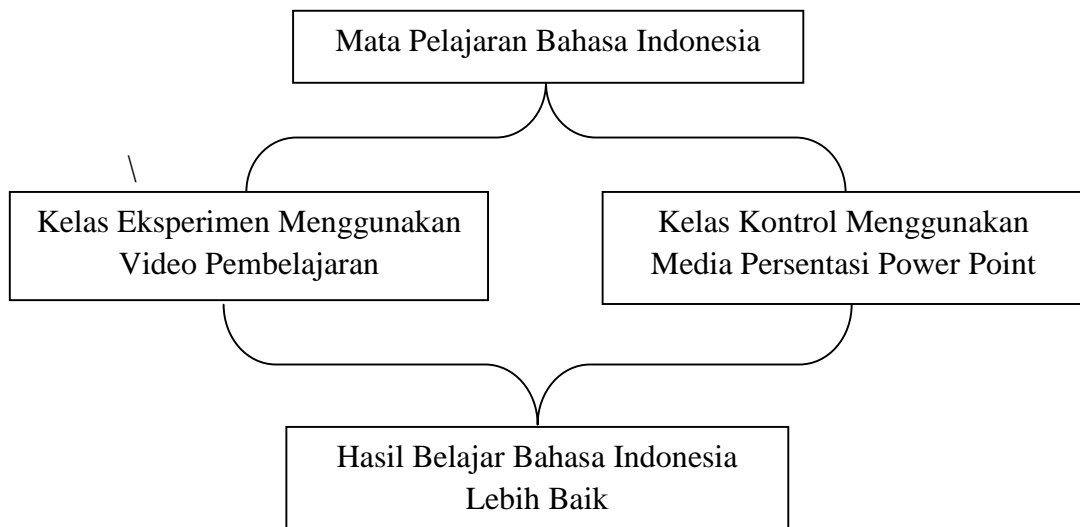 Mata Pelajaran Bahasa Indonesia
\
Kelas Eksperimen Menggunakan
Video Pembelajaran
Kelas Kontrol Menggunakan
Media Persentasi Power Point
Hasil Belajar Bahasa Indonesia
Lebih Baik